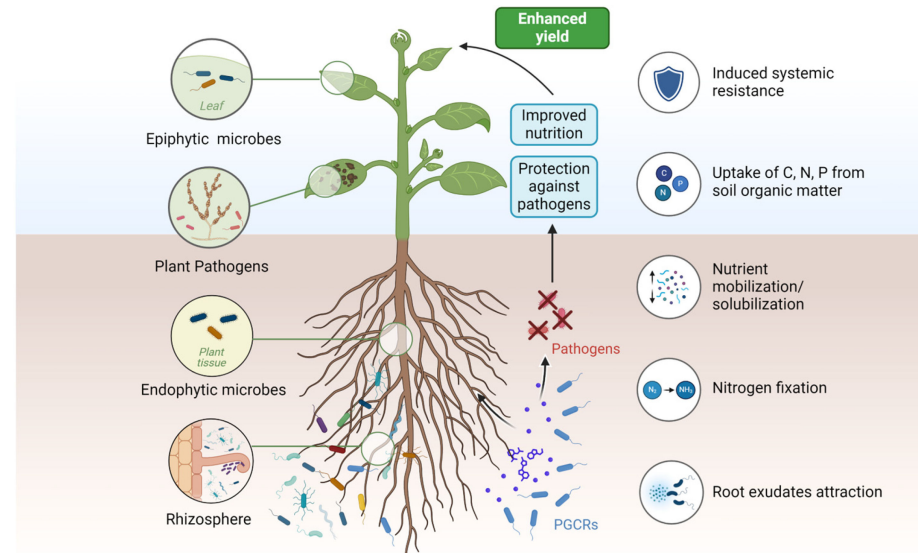 Enhanced
yield
Leaf
Epiphytic microbes
Plant Pathogens
Plant
tissue
Endophytic microbes
Rhizosphere
Improved
nutrition
Protection
against
pathogens
Pathogens
PGCRs
Induced systemic
resistance
C
N
P
Uptake of C, N, P from
soil organic matter
Nutrient
mobilization/
solubilization
N₂ → NH₃
Nitrogen fixation
Root exudates attraction